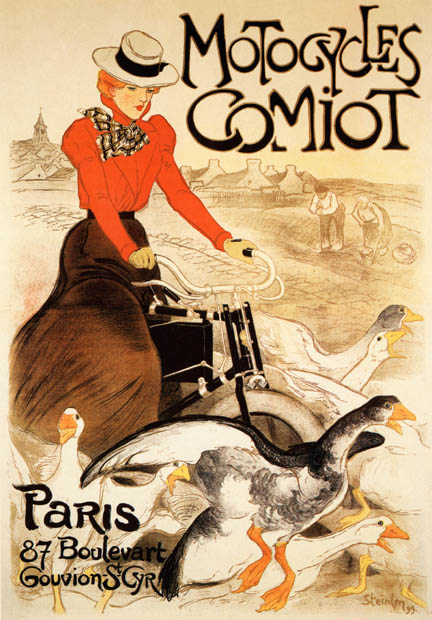 MOTOCYCLES
COMIOT
PARIS
87 Boulevart
Gouvion St Cyr
Steinlen
99